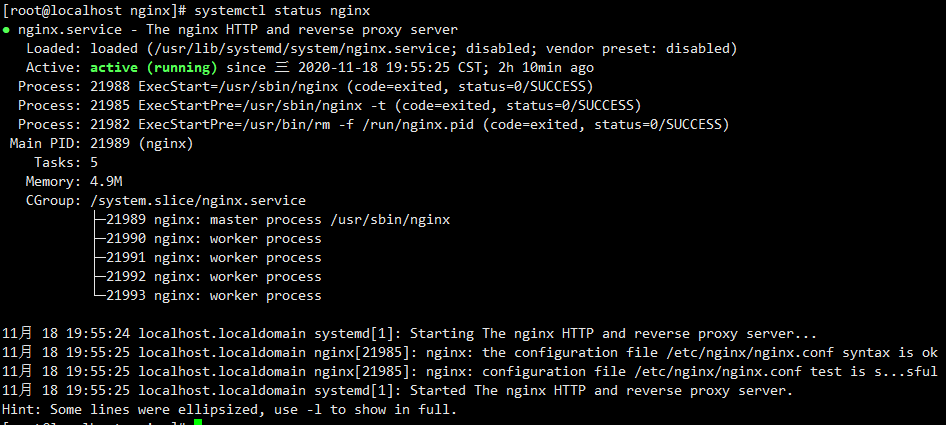 [root@localhost nginx]# systemctl status nginx
● nginx.service - The nginx HTTP and reverse proxy server
   Loaded: loaded (/usr/lib/systemd/system/nginx.service; disabled; vendor preset: disabled)
   Active: active (running) since 三 2020-11-18 19:55:25 CST; 2h 10min ago
  Process: 21988 ExecStart=/usr/sbin/nginx (code=exited, status=0/SUCCESS)
  Process: 21985 ExecStartPre=/usr/sbin/nginx -t (code=exited, status=0/SUCCESS)
  Process: 21982 ExecStartPre=/usr/bin/rm -f /run/nginx.pid (code=exited, status=0/SUCCESS)
 Main PID: 21989 (nginx)
    Tasks: 5
   Memory: 4.9M
   CGroup: /system.slice/nginx.service
           ├─21989 nginx: master process /usr/sbin/nginx
           ├─21990 nginx: worker process
           ├─21991 nginx: worker process
           ├─21992 nginx: worker process
           └─21993 nginx: worker process
11月 18 19:55:24 localhost.localdomain systemd[1]: Starting The nginx HTTP and reverse proxy server...
11月 18 19:55:25 localhost.localdomain nginx[21985]: nginx: the configuration file /etc/nginx/nginx.conf syntax is ok
11月 18 19:55:25 localhost.localdomain nginx[21985]: nginx: configuration file /etc/nginx/nginx.conf test is s...sful
11月 18 19:55:25 localhost.localdomain systemd[1]: Started The nginx HTTP and reverse proxy server.
Hint: Some lines were ellipsized, use -l to show in full.